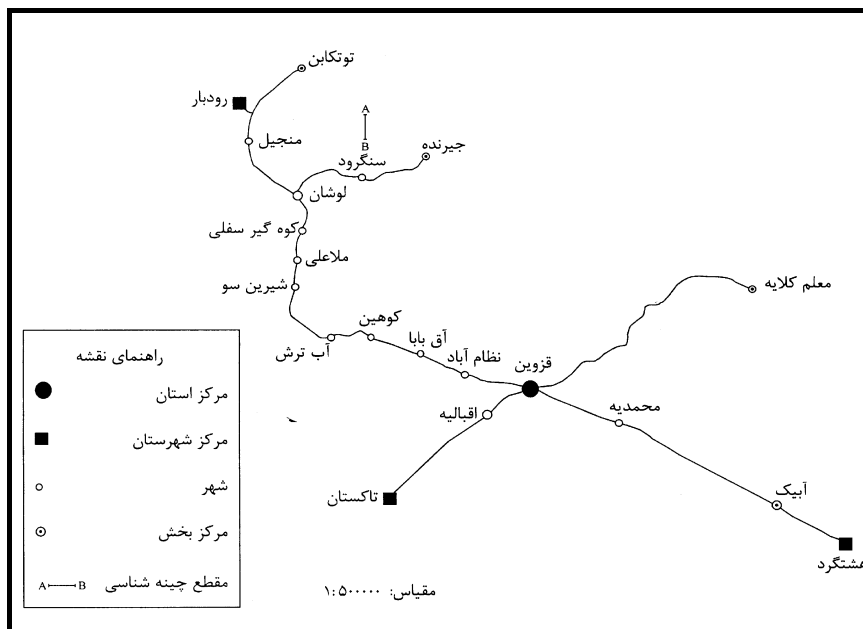 توتکابن
رودبار
A
B
منجیل
جیرنده
سنگرود
لوشان
کوه گیر سفلی
ملاعلی
شیرین سو
معلم کلایه
کوهین
آق بابا
آب ترش
نظام آباد
قزوین
اقبالیه
محمدیه
تاکستان
آبیک
هشتگرد
راهنمای نقشه
مرکز استان
مرکز شهرستان
شهر
مرکز بخش
مقطع چینه شناسی A B
مقیاس: ۱:۵۰۰۰۰۰